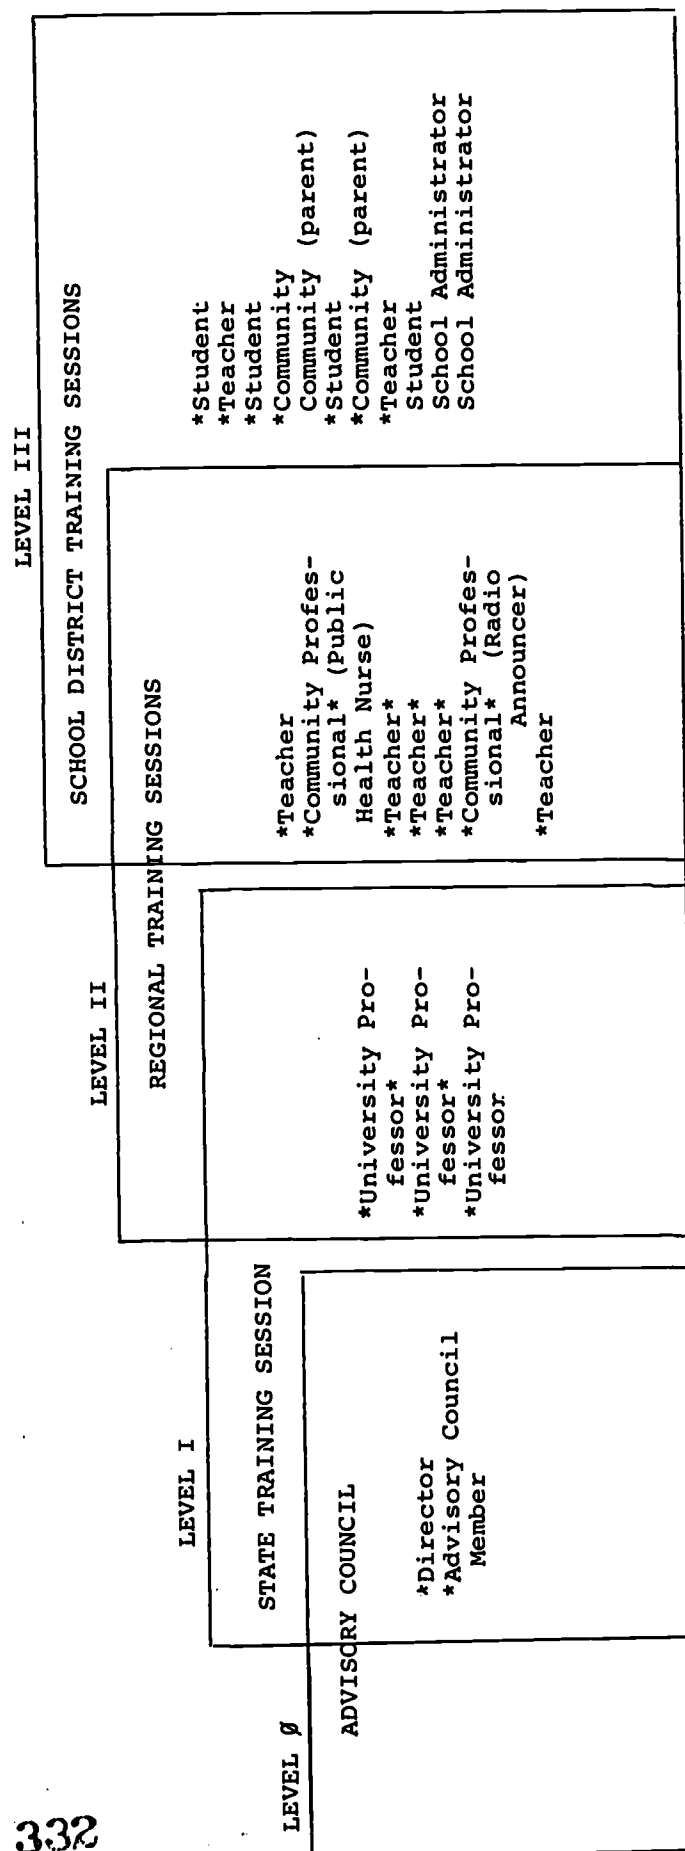 332
LEVEL Ø
ADVISORY COUNCIL
LEVEL I
STATE TRAINING SESSION
*Director
*Advisory Council
Member
LEVEL II
REGIONAL TRAINING SESSIONS
*University Pro-
fessor*
*University Pro-
fessor*
*University Pro-
fessor
LEVEL III
SCHOOL DISTRICT TRAINING SESSIONS
*Teacher
*Community Profes-
sional* (Public
Health Nurse)
*Teacher*
*Teacher*
*Teacher*
*Community Profes-
sional* (Radio
Announcer)
*Teacher
*Student
*Teacher
*Student
*Community
Community (parent)
*Student
*Community (parent)
*Teacher
Student
School Administrator
School Administrator